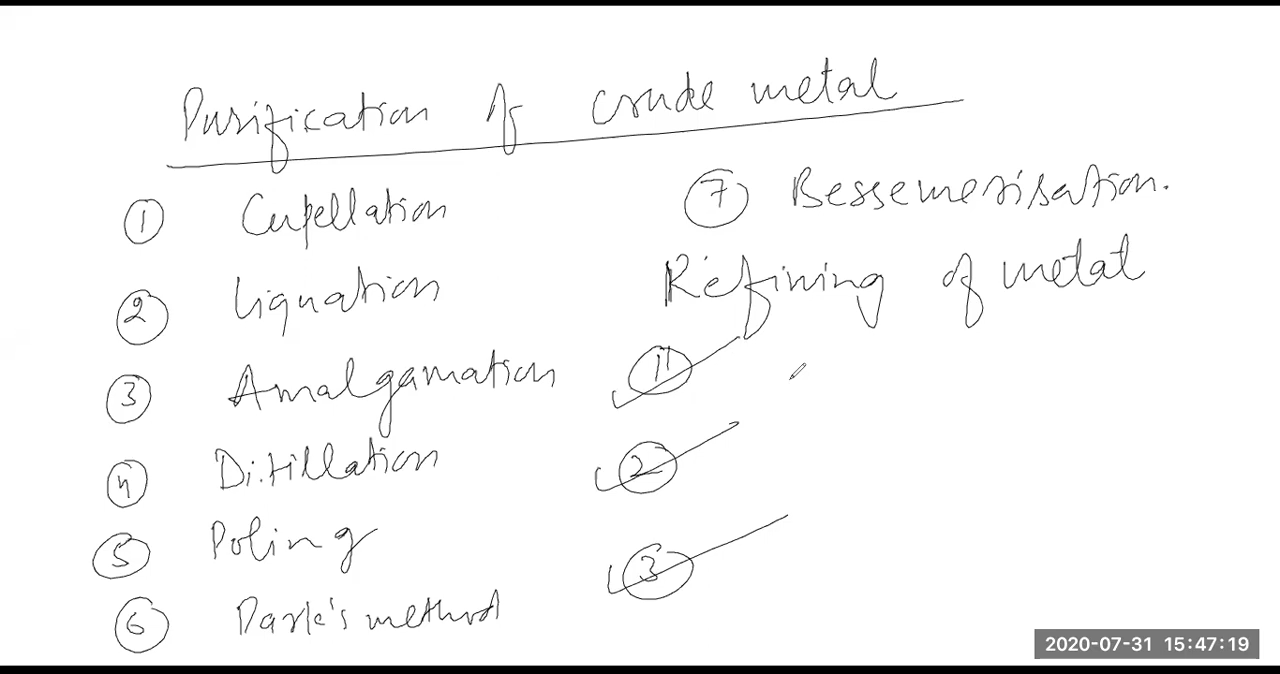 Purification of crude metal
① Cupellation
② Liquation
③ Amalgamation
④ Distillation
⑤ Poling
⑥ Park's method
⑦ Bessemerisation.
Refining of metal
①
②
③
2020-07-31 15:47:19